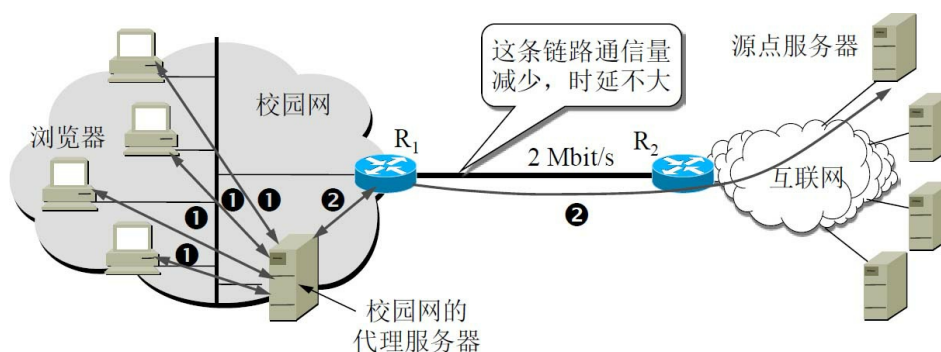 这条链路通信量
减少，时延不大
源点服务器
校园网
浏览器
R₁
2 Mbit/s
R₂
互联网
❶
❶
❷
❶
❶
❷
校园网的
代理服务器